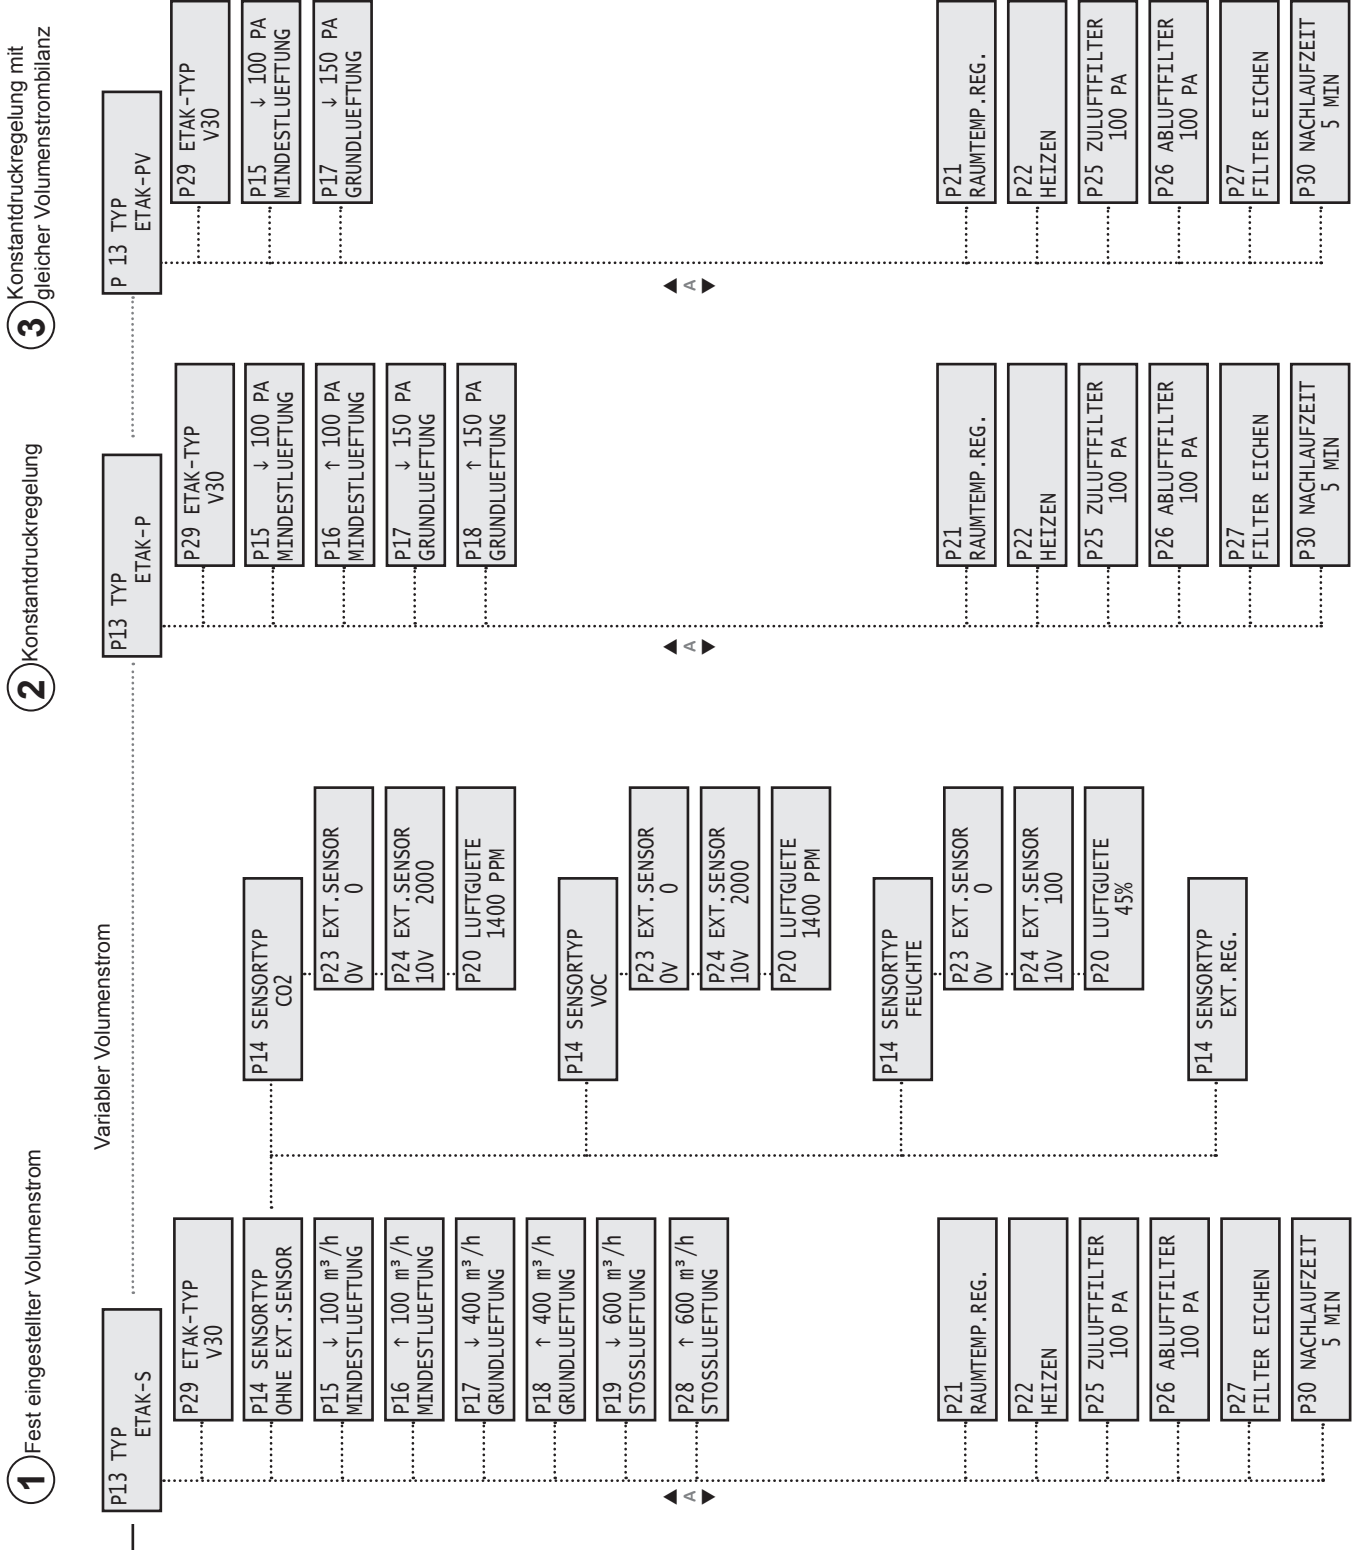 1 Fest eingestellter Volumenstrom
P13 TYP
ETAK-S
P29 ETAK-TYP
V30
P14 SENSORTYP
OHNE EXT.SENSOR
P15 ↓ 100 m³/h
MINDESTLUEFTUNG
P16 ↑ 100 m³/h
MINDESTLUEFTUNG
P17 ↓ 400 m³/h
GRUNDLUEFTUNG
P18 ↑ 400 m³/h
GRUNDLUEFTUNG
P19 ↓ 600 m³/h
STOSSLUEFTUNG
P28 ↑ 600 m³/h
STOSSLUEFTUNG
▲ A ▼
P21
RAUMTEMP.REG.
P22
HEIZEN
P25 ZULUFTFILTER
100 PA
P26 ABLUFTFILTER
100 PA
P27
FILTER EICHEN
P30 NACHLAUFZEIT
5 MIN
Variabler Volumenstrom
P14 SENSORTYP
CO2
P23 EXT.SENSOR
0V 0
P24 EXT.SENSOR
10V 2000
P20 LUFTGUETE
1400 PPM
P14 SENSORTYP
VOC
P23 EXT.SENSOR
0V 0
P24 EXT.SENSOR
10V 2000
P20 LUFTGUETE
1400 PPM
P14 SENSORTYP
FEUCHTE
P23 EXT.SENSOR
0V 0
P24 EXT.SENSOR
10V 100
P20 LUFTGUETE
45%
P14 SENSORTYP
EXT.REG.
2 Konstantdruckregelung
P13 TYP
ETAK-P
P29 ETAK-TYP
V30
P15 ↓ 100 PA
MINDESTLUEFTUNG
P16 ↑ 100 PA
MINDESTLUEFTUNG
P17 ↓ 150 PA
GRUNDLUEFTUNG
P18 ↑ 150 PA
GRUNDLUEFTUNG
▲ A ▼
P21
RAUMTEMP.REG.
P22
HEIZEN
P25 ZULUFTFILTER
100 PA
P26 ABLUFTFILTER
100 PA
P27
FILTER EICHEN
P30 NACHLAUFZEIT
5 MIN
3 Konstantdruckregelung mit
gleicher Volumenstrombilanz
P 13 TYP
ETAK-PV
P29 ETAK-TYP
V30
P15 ↓ 100 PA
MINDESTLUEFTUNG
P17 ↓ 150 PA
GRUNDLUEFTUNG
▲ A ▼
P21
RAUMTEMP.REG.
P22
HEIZEN
P25 ZULUFTFILTER
100 PA
P26 ABLUFTFILTER
100 PA
P27
FILTER EICHEN
P30 NACHLAUFZEIT
5 MIN